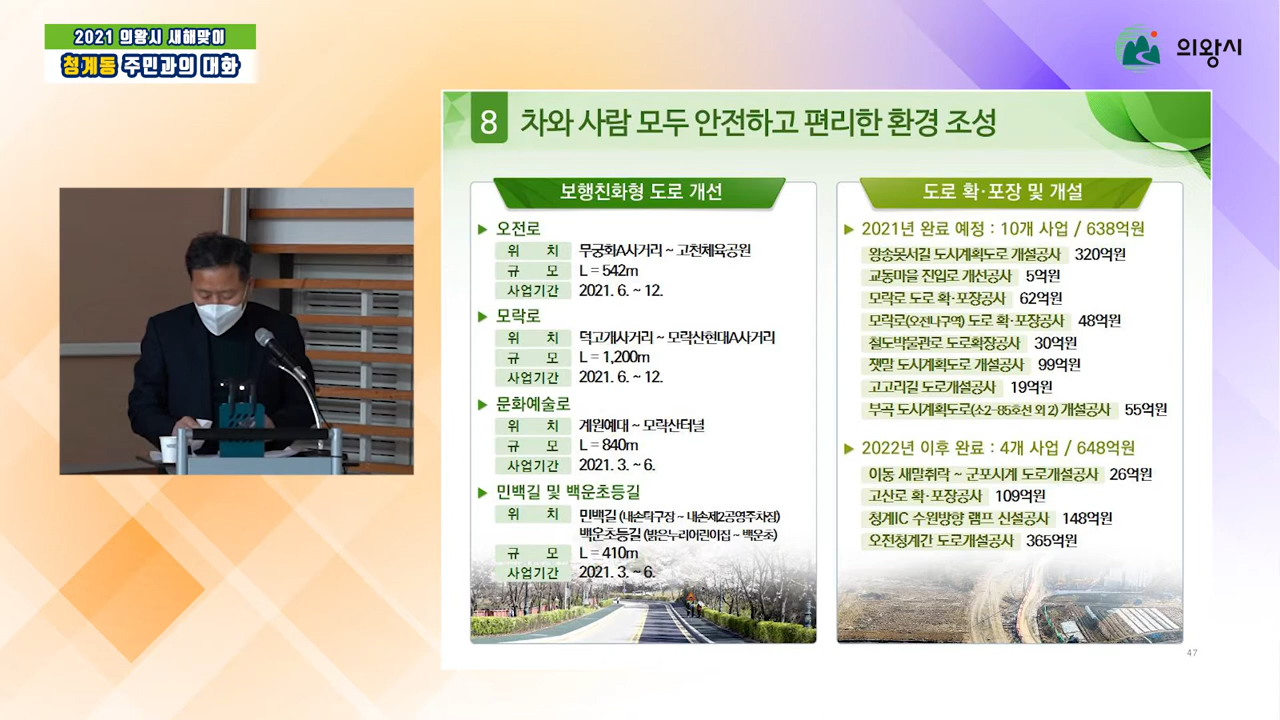 2021 의왕시 새해맞이
청계동 주민과의 대화
의왕시
8 차와 사람 모두 안전하고 편리한 환경 조성
보행친화형 도로 개선
▶ 오전로
위 치 무궁화A사거리 ~ 고천체육공원
규 모 L = 542m
사업기간 2021. 6. ~ 12.
▶ 모락로
위 치 덕고개사거리 ~ 모락산현대A사거리
규 모 L = 1,200m
사업기간 2021. 6. ~ 12.
▶ 문화예술로
위 치 계원예대 ~ 모락산터널
규 모 L = 840m
사업기간 2021. 3. ~ 6.
▶ 민백길 및 백운초등길
위 치 민백길 (내손탁구장 ~ 내손제2공영주차장)
백운초등길 (밝은누리어린이집 ~ 백운초)
규 모 L = 410m
사업기간 2021. 3. ~ 6.
도로 확·포장 및 개설
▶ 2021년 완료 예정 : 10개 사업 / 638억원
왕송못서길 도시계획도로 개설공사 320억원
교동마을 진입로 개선공사 5억원
모락로 도로 확·포장공사 62억원
모락로(오전나구역) 도로 확·포장공사 48억원
철도박물관로 도로확장공사 30억원
잿말 도시계획도로 개설공사 99억원
고고리길 도로개설공사 19억원
부곡 도시계획도로(소2-85호선 외 2) 개설공사 55억원
▶ 2022년 이후 완료 : 4개 사업 / 648억원
이동 새말취락 ~ 군포시계 도로개설공사 26억원
고산로 확·포장공사 109억원
청계IC 수원방향 램프 신설공사 148억원
오전청계간 도로개설공사 365억원
47